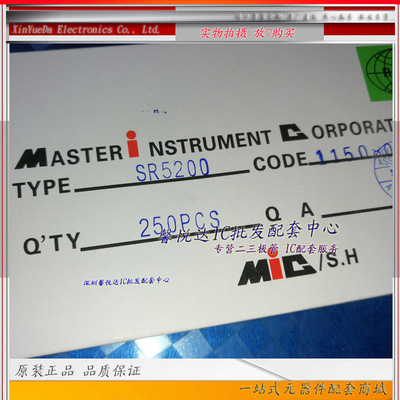 XinYueDa Electronics Co., Ltd.
实物拍摄 放♡购买
MASTER INSTRUMENT CORPORAT
TYPE SR5200 CODE 1150
Q'TY 250PCS Q A
馨悦达IC批发配套中心
专营二三极管 IC配套服务
MIC/S.H
深圳馨悦达IC批发配套中心
原装正品 品质保证
一站式元器件配套商城